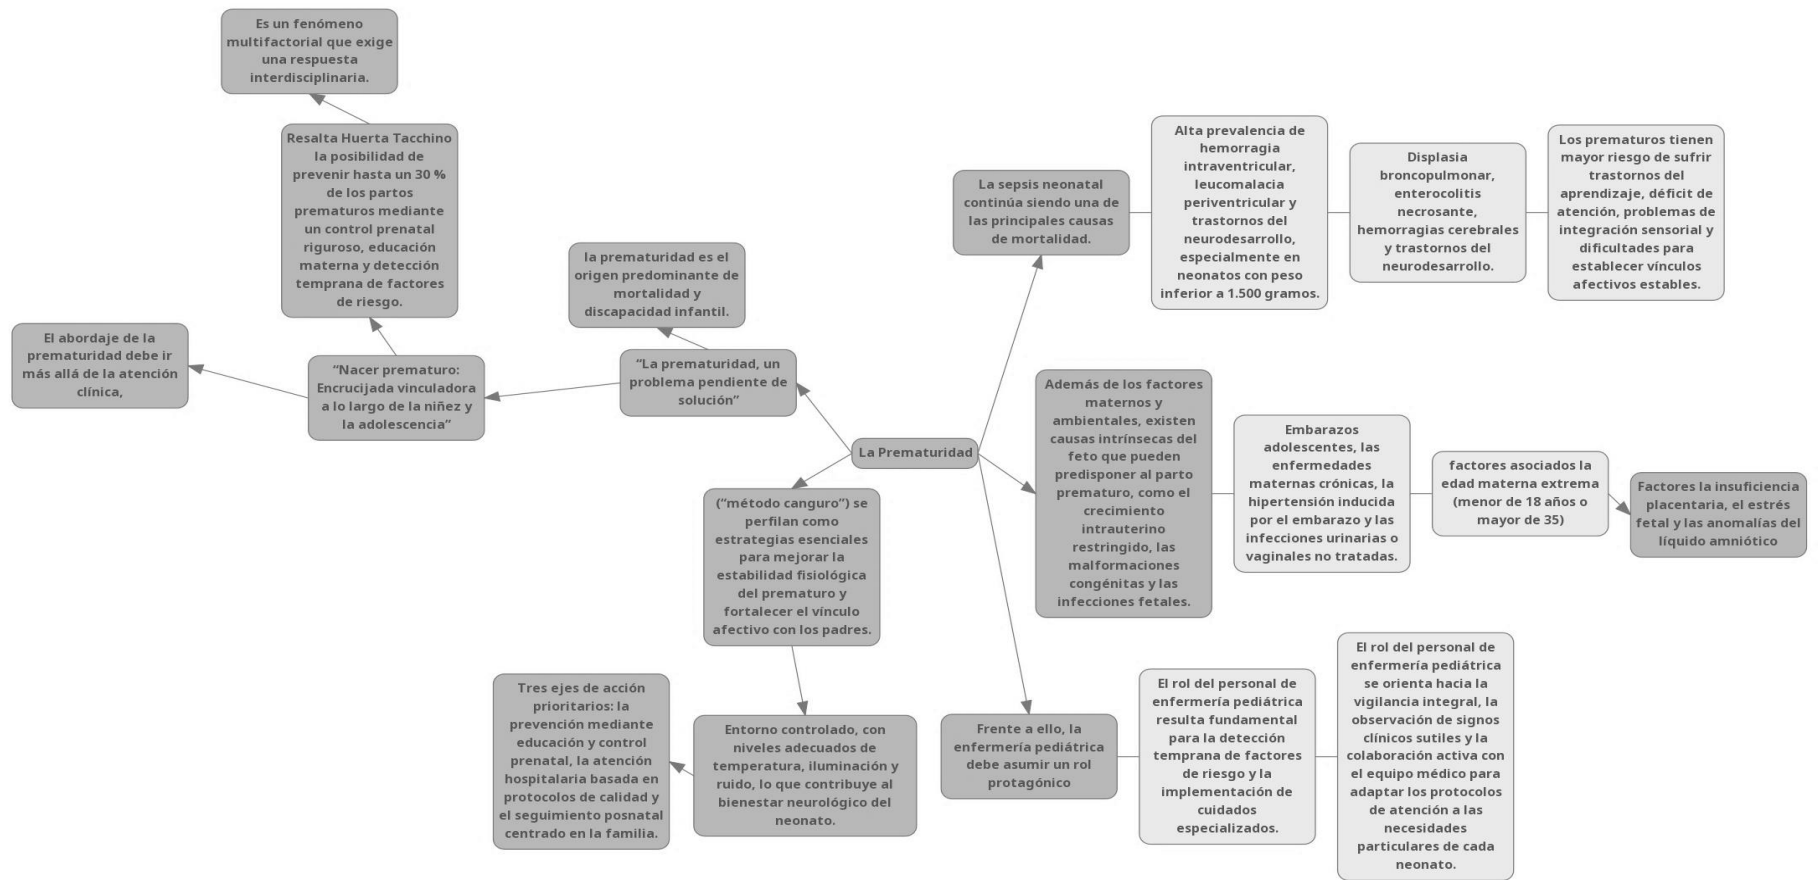 Es un fenómeno
multifactorial que exige
una respuesta
interdisciplinaria.
Resalta Huerta Tacchino
la posibilidad de
prevenir hasta un 30 %
de los partos
prematuros mediante
un control prenatal
riguroso, educación
materna y detección
temprana de factores
de riesgo.
El abordaje de la
prematuridad debe ir
más allá de la atención
clínica,
“Nacer prematuro:
Encrucijada vinculadora
a lo largo de la niñez y
la adolescencia”
la prematuridad es el
origen predominante de
mortalidad y
discapacidad infantil.
“La prematuridad, un
problema pendiente de
solución”
La Prematuridad
(“método canguro”) se
perfilan como
estrategias esenciales
para mejorar la
estabilidad fisiológica
del prematuro y
fortalecer el vínculo
afectivo con los padres.
Entorno controlado, con
niveles adecuados de
temperatura, iluminación y
ruido, lo que contribuye al
bienestar neurológico del
neonato.
Tres ejes de acción
prioritarios: la
prevención mediante
educación y control
prenatal, la atención
hospitalaria basada en
protocolos de calidad y
el seguimiento posnatal
centrado en la familia.
La sepsis neonatal
continúa siendo una de
las principales causas
de mortalidad.
Alta prevalencia de
hemorragia
intraventricular,
leucomalacia
periventricular y
trastornos del
neurodesarrollo,
especialmente en
neonatos con peso
inferior a 1.500 gramos.
Displasia
broncopulmonar,
enterocolitis
necrosante,
hemorragias cerebrales
y trastornos del
neurodesarrollo.
Los prematuros tienen
mayor riesgo de sufrir
trastornos del
aprendizaje, déficit de
atención, problemas de
integración sensorial y
dificultades para
establecer vínculos
afectivos estables.
Además de los factores
maternos y
ambientales, existen
causas intrínsecas del
feto que pueden
predisponer al parto
prematuro, como el
crecimiento
intrauterino
restringido, las
malformaciones
congénitas y las
infecciones fetales.
Embarazos
adolescentes, las
enfermedades
maternas crónicas, la
hipertensión inducida
por el embarazo y las
infecciones urinarias o
vaginales no tratadas.
factores asociados la
edad materna extrema
(menor de 18 años o
mayor de 35)
Factores la insuficiencia
placentaria, el estrés
fetal y las anomalías del
líquido amniótico
Frente a ello, la
enfermería pediátrica
debe asumir un rol
protagónico
El rol del personal de
enfermería pediátrica
resulta fundamental
para la detección
temprana de factores
de riesgo y la
implementación de
cuidados
especializados.
El rol del personal de
enfermería pediátrica
se orienta hacia la
vigilancia integral, la
observación de signos
clínicos sutiles y la
colaboración activa con
el equipo médico para
adaptar los protocolos
de atención a las
necesidades
particulares de cada
neonato.